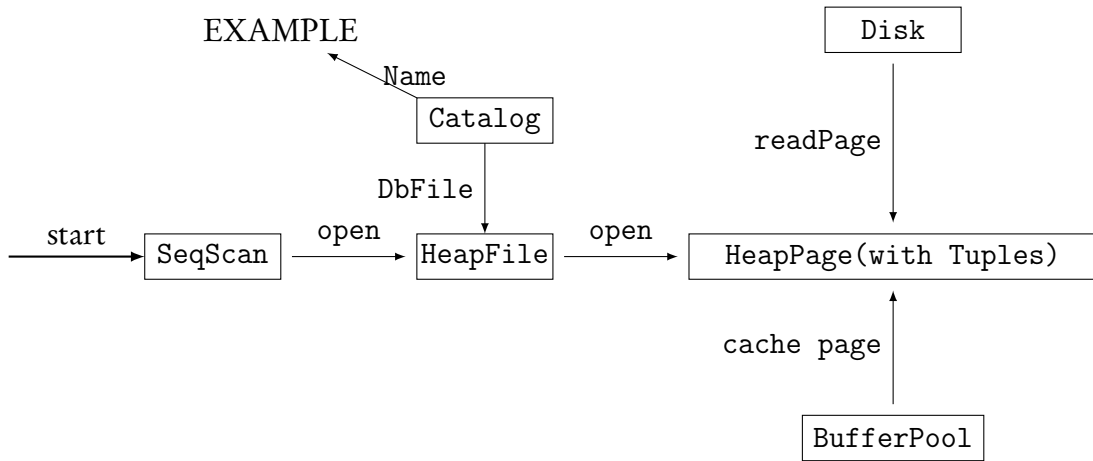 EXAMPLE
Disk
Name
Catalog
readPage
DbFile
start
SeqScan
open
HeapFile
open
HeapPage(with Tuples)
cache page
BufferPool